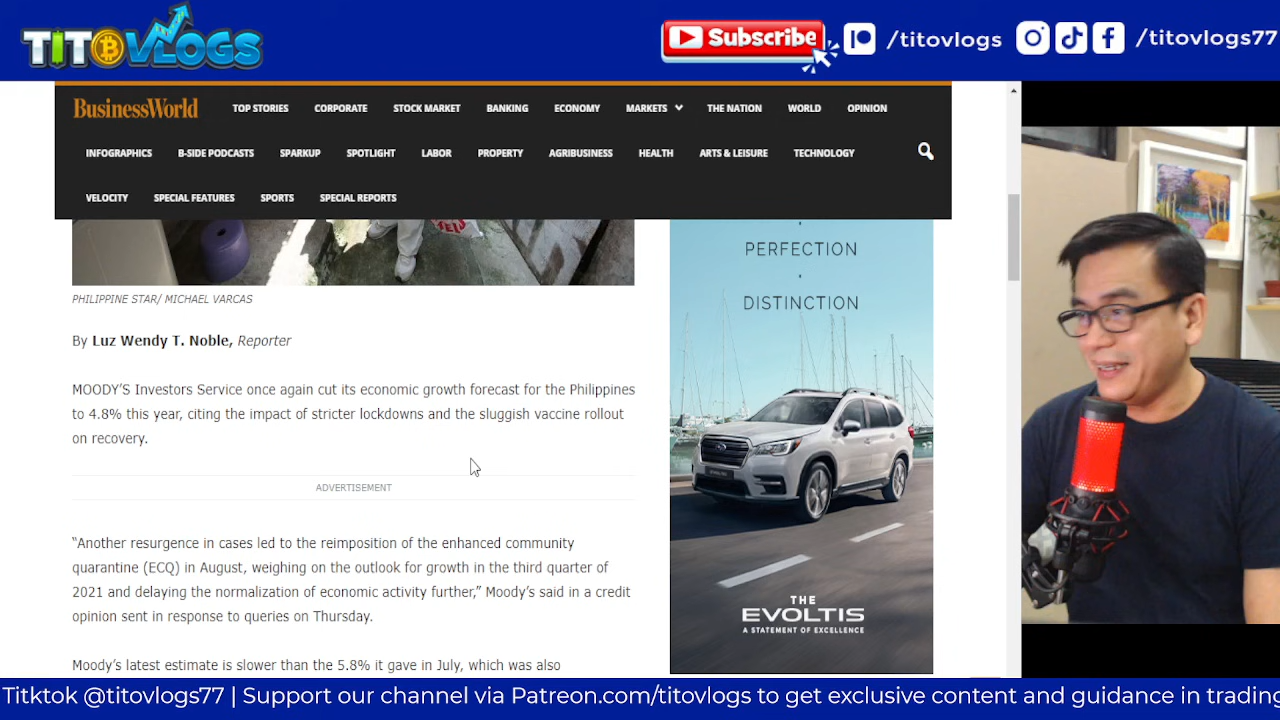 TITOVLOGS
Subscribe
/titovlogs
/titovlogs77
BusinessWorld
TOP STORIES CORPORATE STOCK MARKET BANKING ECONOMY MARKETS THE NATION WORLD OPINION
INFOGRAPHICS B-SIDE PODCASTS SPARKUP SPOTLIGHT LABOR PROPERTY AGRIBUSINESS HEALTH ARTS & LEISURE TECHNOLOGY
VELOCITY SPECIAL FEATURES SPORTS SPECIAL REPORTS
PHILIPPINE STAR/ MICHAEL VARCAS
By Luz Wendy T. Noble, Reporter
MOODY'S Investors Service once again cut its economic growth forecast for the Philippines
to 4.8% this year, citing the impact of stricter lockdowns and the sluggish vaccine rollout
on recovery.
ADVERTISEMENT
“Another resurgence in cases led to the reimposition of the enhanced community
quarantine (ECQ) in August, weighing on the outlook for growth in the third quarter of
2021 and delaying the normalization of economic activity further,” Moody's said in a credit
opinion sent in response to queries on Thursday.
Moody's latest estimate is slower than the 5.8% it gave in July, which was also
PERFECTION
DISTINCTION
THE
EVOLTIS
A STATEMENT OF EXCELLENCE
Titktok @titovlogs77 | Support our channel via Patreon.com/titovlogs to get exclusive content and guidance in trading